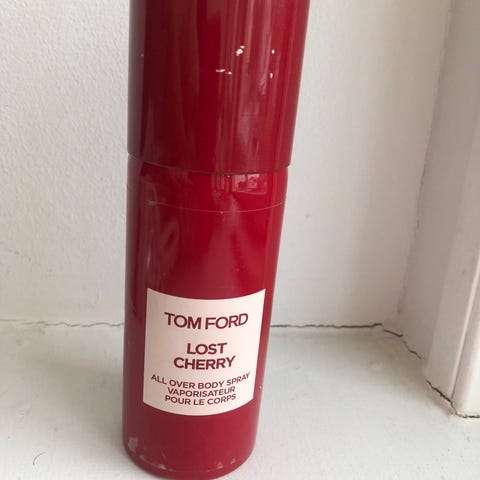 TOM FORD
LOST
CHERRY
ALL OVER BODY SPRAY
VAPORISATEUR
POUR LE CORPS